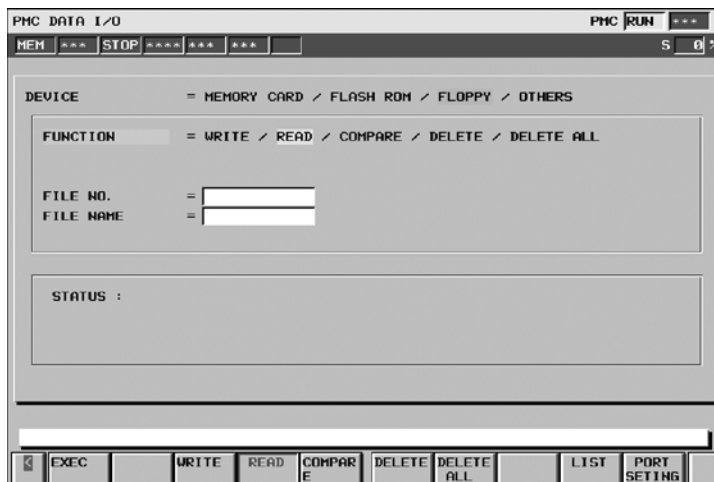 PMC DATA I/O PMC RUN ***
MEM *** STOP **** *** *** S 0 %
DEVICE = MEMORY CARD / FLASH ROM / FLOPPY / OTHERS
FUNCTION = WRITE / READ / COMPARE / DELETE / DELETE ALL
FILE NO. =
FILE NAME =
STATUS :
< EXEC WRITE READ COMPAR DELETE DELETE LIST PORT
E ALL SETING